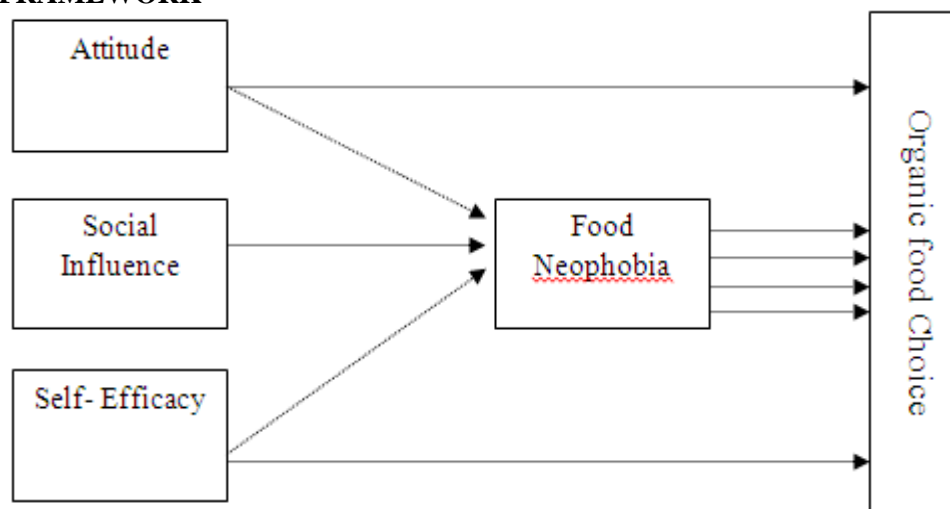 FRAMEWORK
Attitude
Social
Influence
Food
Neophobia
Self- Efficacy
Organic food Choice